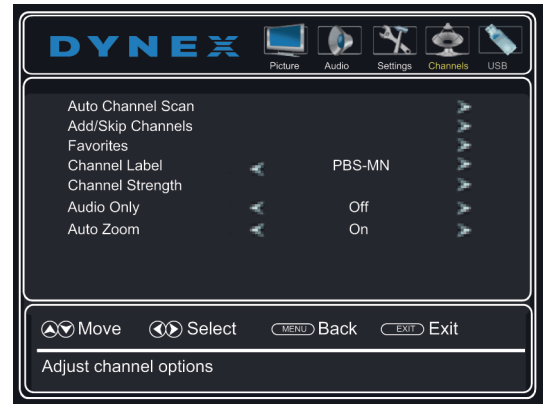 DYNEX
Picture Audio Settings Channels USB
Auto Channel Scan
Add/Skip Channels
Favorites
Channel Label PBS-MN
Channel Strength
Audio Only Off
Auto Zoom On
Move Select MENU Back EXIT Exit
Adjust channel options